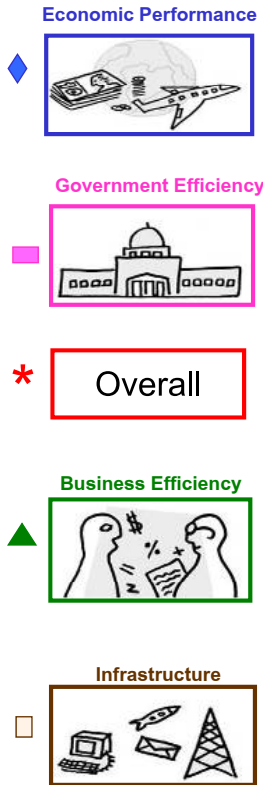 Economic Performance
Government Efficiency
*
Overall
Business Efficiency
$
%
+
Infrastructure